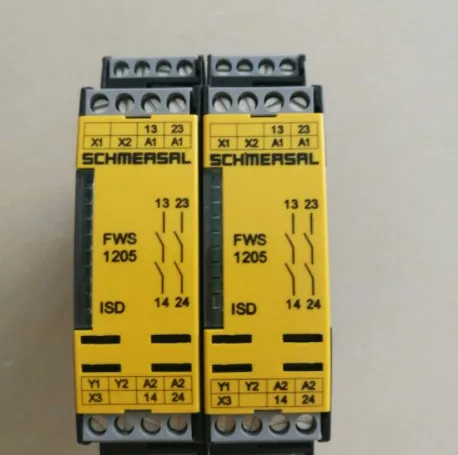 13 23
X1 X2 A1 A1
SCHMERSAL
13 23
FWS
1205
ISD
14 24
Y1 Y2 A2 A2
X3 14 24
13 23
X1 X2 A1 A1
SCHMERSAL
13 23
FWS
1205
ISD
14 24
Y1 Y2 A2 A2
X3 14 24